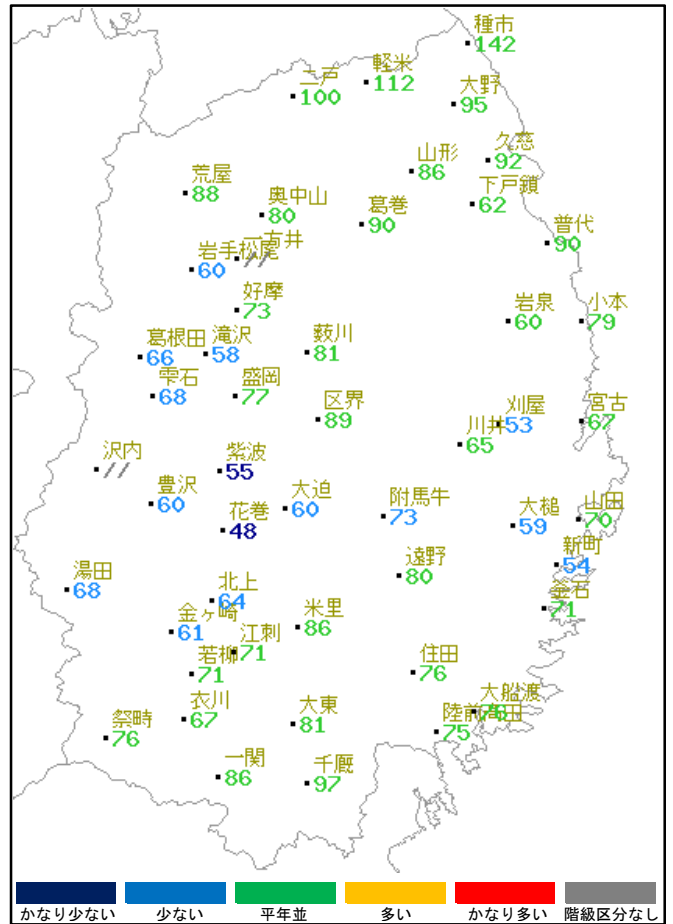 種市
142
軽米
112
二戸
100
大野
95
久慈
92
山形
86
下戸鎖
62
荒屋
88
奥中山
80
葛巻
90
普代
90
一方井
//
岩手松尾
60
好摩
73
岩泉
60
小本
79
葛根田
66
滝沢
58
薮川
81
雫石
68
盛岡
77
区界
89
刈屋
53
宮古
67
川井
65
沢内
//
紫波
55
豊沢
60
大迫
60
花巻
48
附馬牛
73
大槌
59
山田
70
新町
54
遠野
80
湯田
68
北上
64
釜石
71
金ヶ崎
61
米里
86
江刺
71
若柳
71
住田
76
衣川
67
大船渡
祭畤
76
大東
81
陸前高田
75
一関
86
千厩
97
かなり少ない 少ない 平年並 多い かなり多い 階級区分なし